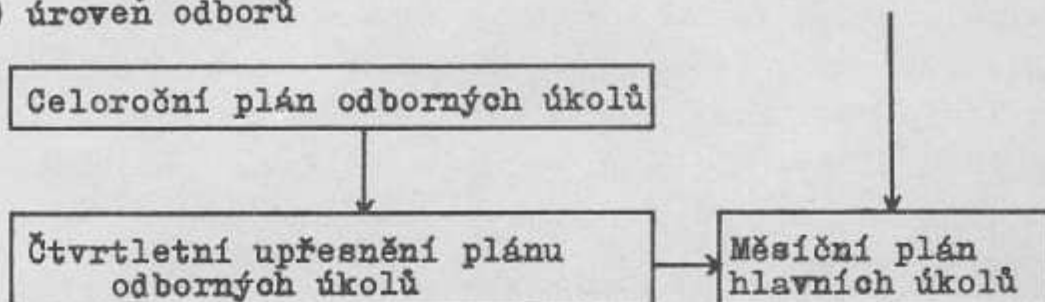 ) úroveň odborů
Celoroční plán odborných úkolů
Čtvrtletní upřesnění plánu
odborných úkolů
Měsíční plán
hlavních úkolů